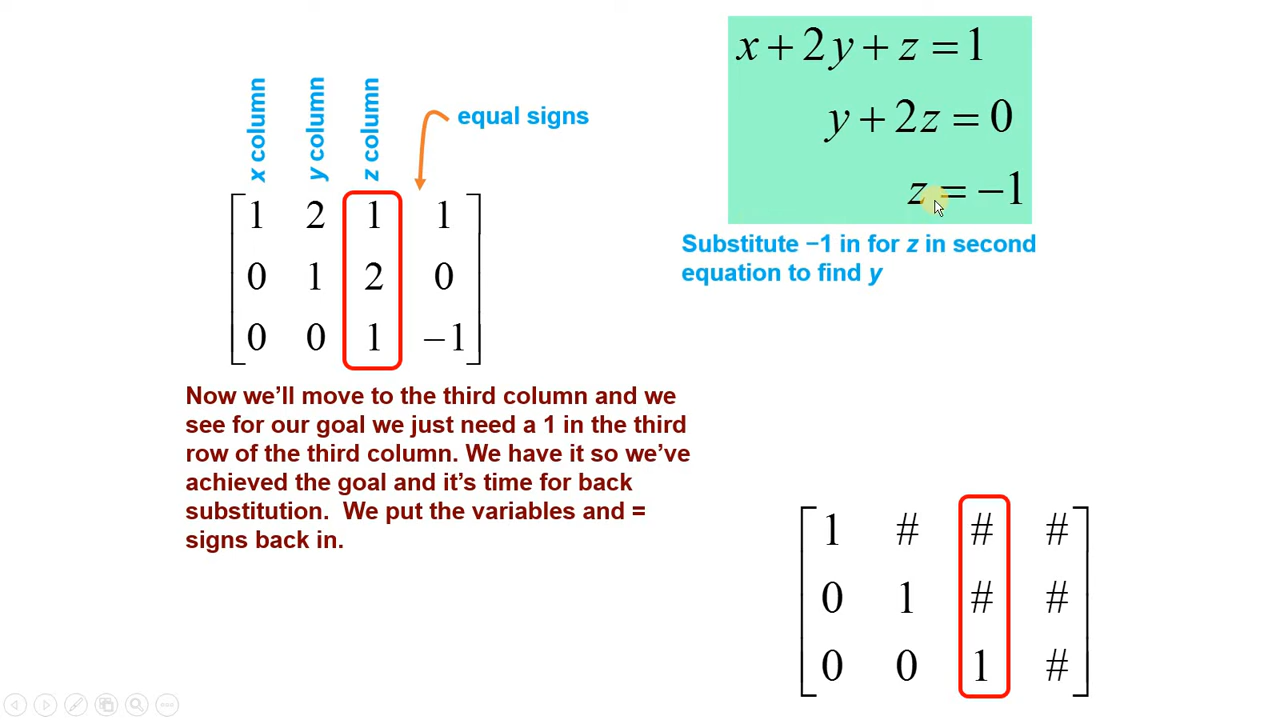 x column
y column
z column
equal signs
1 2 1 1
0 1 2 0
0 0 1 −1
x + 2y + z = 1
y + 2z = 0
z = −1
Substitute −1 in for z in second
equation to find y
Now we’ll move to the third column and we
see for our goal we just need a 1 in the third
row of the third column. We have it so we’ve
achieved the goal and it’s time for back
substitution. We put the variables and =
signs back in.
1 # # #
0 1 # #
0 0 1 #